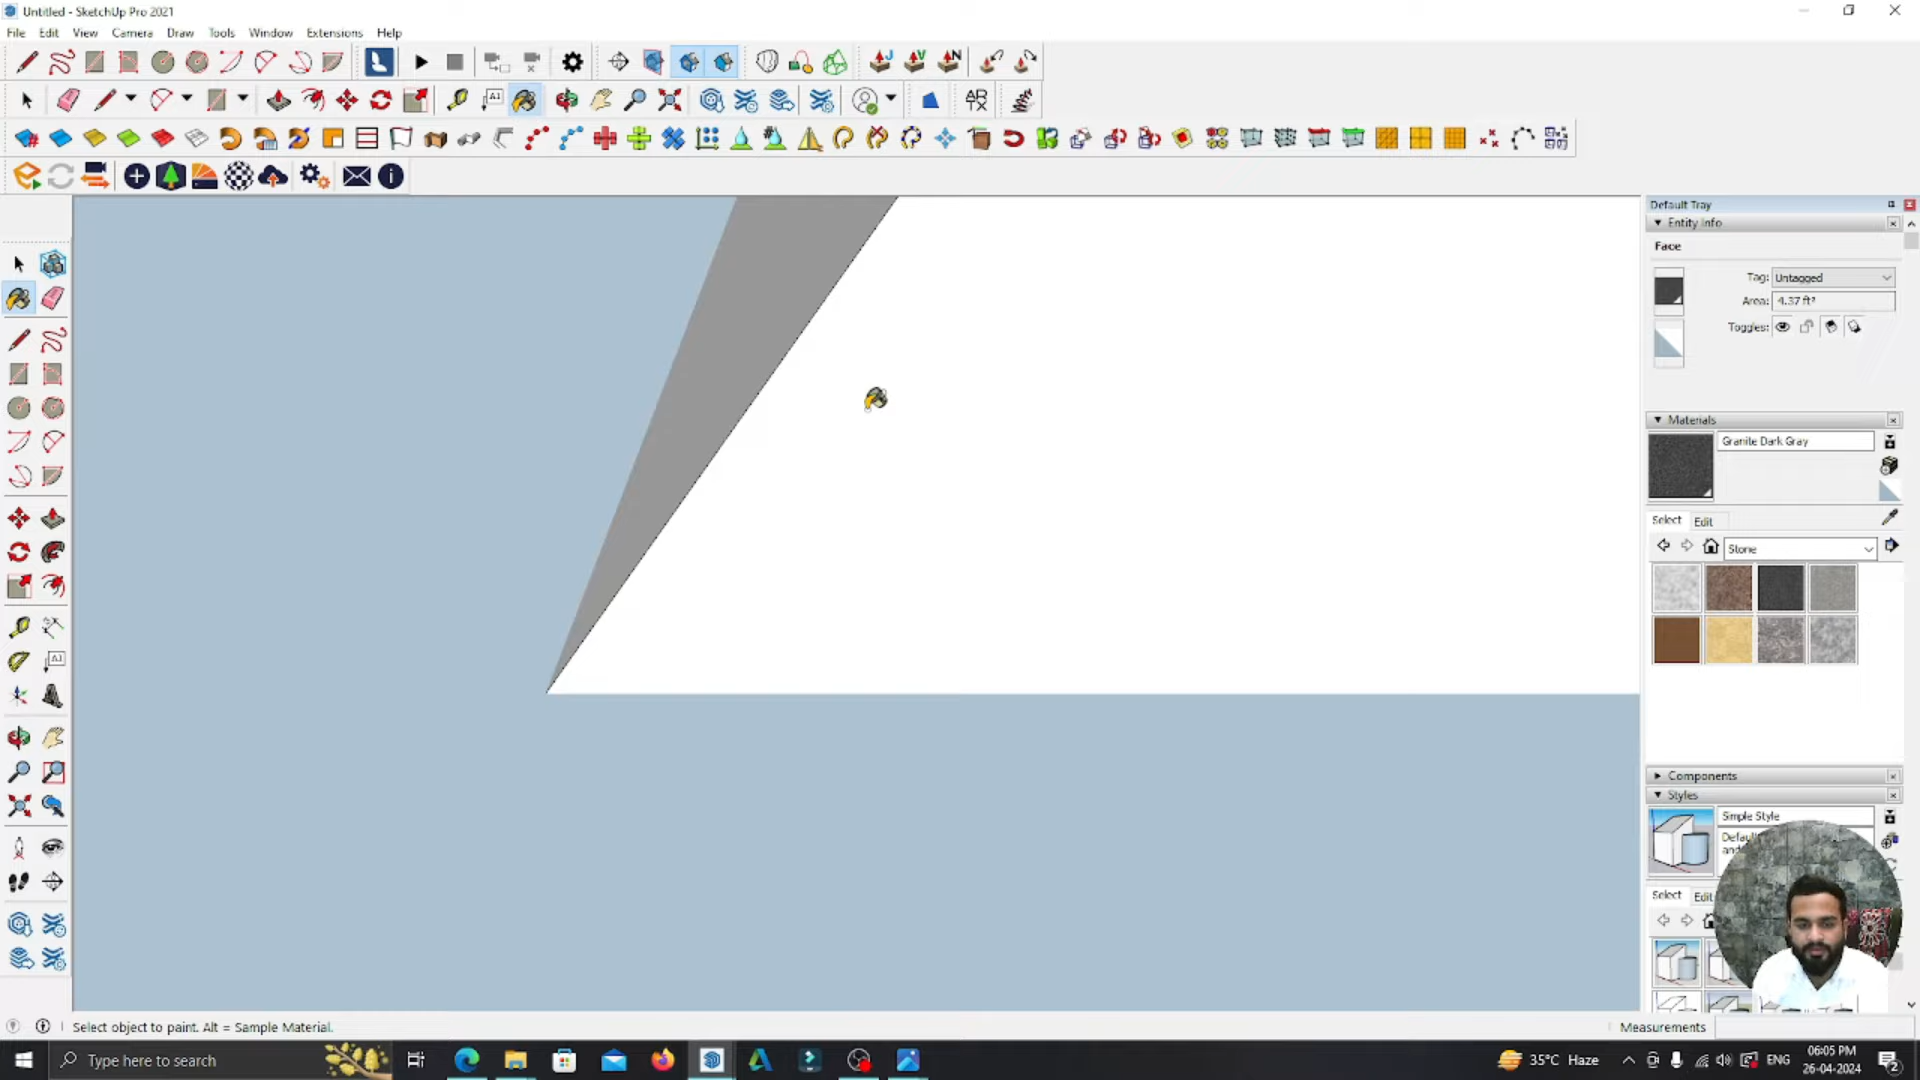 Untitled - SketchUp Pro 2021
File Edit View Camera Draw Tools Window Extensions Help
Default Tray
Entity Info
Face
Tag: Untagged
Area: 4.37 ft²
Toggles:
Materials
Granite Dark Gray
Select Edit
Stone
Components
Styles
Simple Style
Select Edit
Select object to paint. Alt = Sample Material.
Measurements
Type here to search
35°C Haze
ENG
06:05 PM
26-04-2024
2